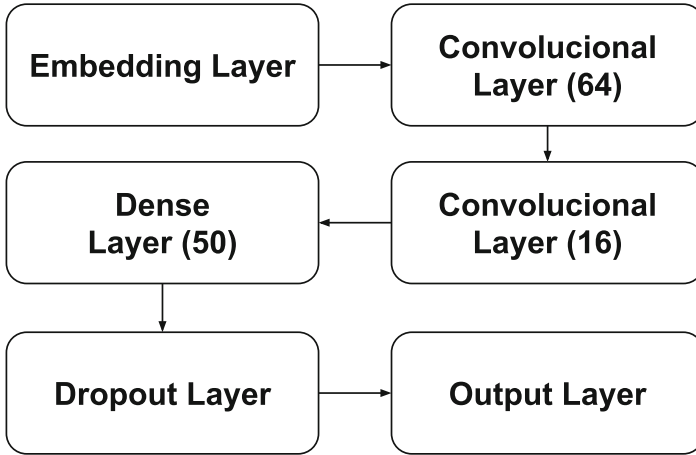 Embedding Layer
Convolucional
Layer (64)
Dense
Layer (50)
Convolucional
Layer (16)
Dropout Layer
Output Layer